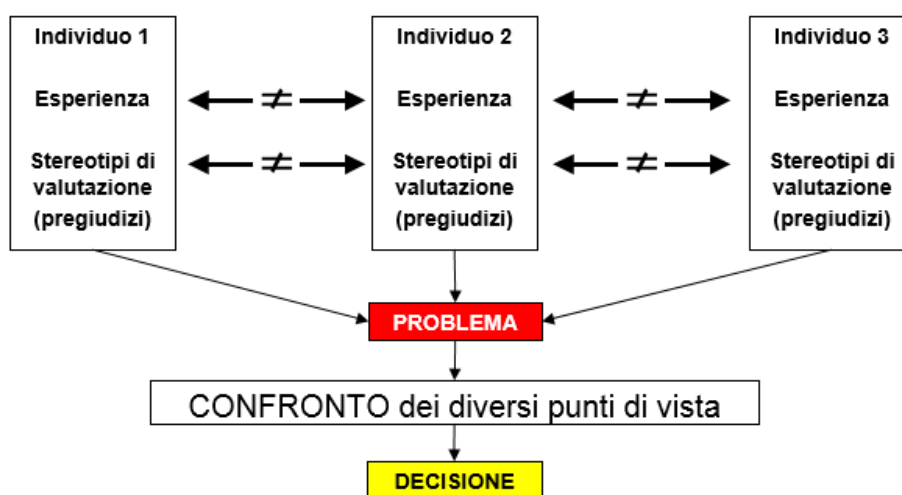 Individuo 1
Individuo 2
Individuo 3
Esperienza
≠
Esperienza
≠
Esperienza
Stereotipi di
valutazione
(pregiudizi)
≠
Stereotipi di
valutazione
(pregiudizi)
≠
Stereotipi di
valutazione
(pregiudizi)
PROBLEMA
CONFRONTO dei diversi punti di vista
DECISIONE